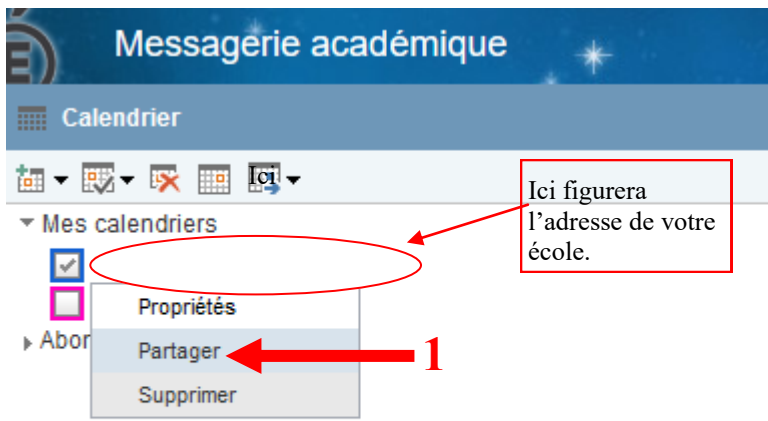 Messagerie académique
Calendrier
Ici
Ici figurera
l’adresse de votre
école.
Mes calendriers
Propriétés
Abor
Partager
1
Supprimer